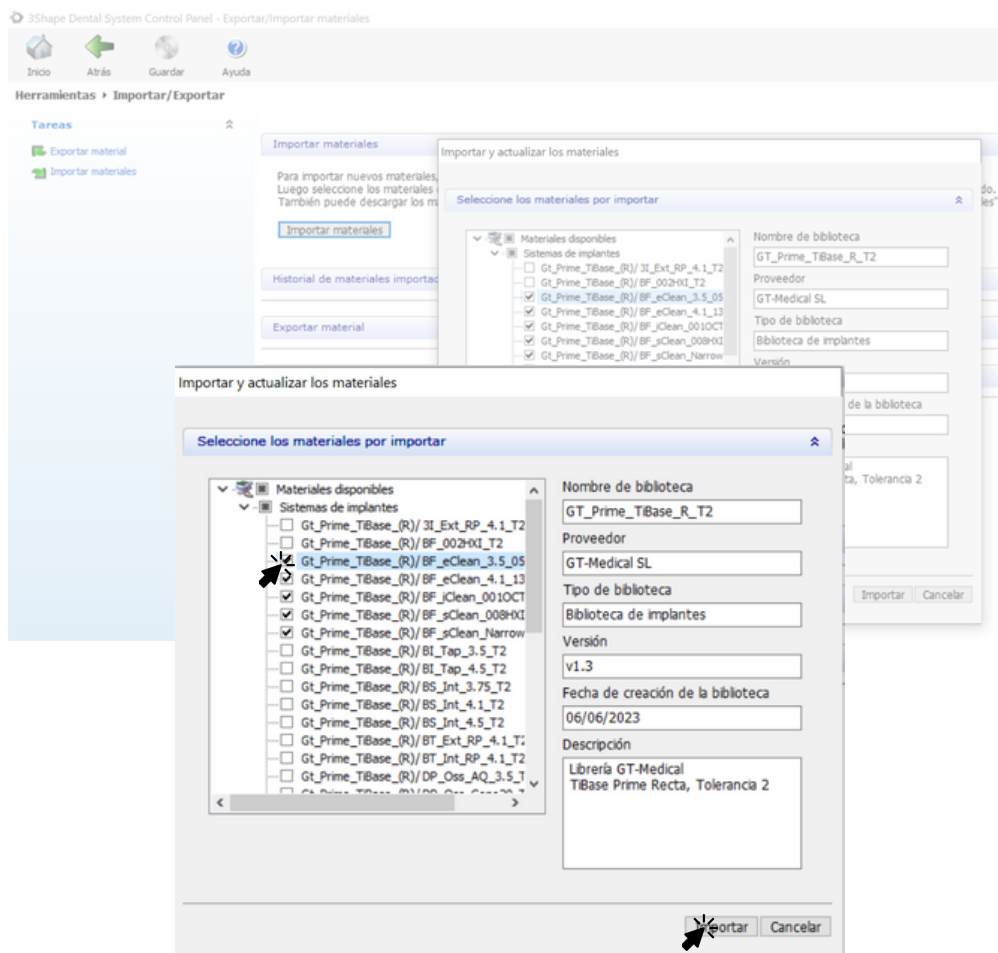 3Shape Dental System Control Panel - Exportar/Importar materiales
Inicio Atrás Guardar Ayuda
Herramientas Importar/Exportar
Tareas
Exportar material
Importar materiales
Importar materiales
Para importar nuevos materiales,
Luego seleccione los materiales
También puede descargar los
Importar materiales
Historial de materiales
Exportar material
do.
les"
Importar y actualizar los materiales
Seleccione los materiales por importar
Materiales disponibles
Sistemas de implantes
Gt_Prime_TiBase_(R)/ 3I_Ext_RP_4.1_T2
Gt_Prime_TiBase_(R)/ BF_002HXI_T2
Gt_Prime_TiBase_(R)/ BF_eClean_3.5_05
Gt_Prime_TiBase_(R)/ BF_eClean_4.1_13
Gt_Prime_TiBase_(R)/ BF_iClean_001OCT
Gt_Prime_TiBase_(R)/ BF_sClean_008HXI
Gt_Prime_TiBase_(R)/ BF_sClean_Narrow
Nombre de biblioteca
GT_Prime_TiBase_R_T2
Proveedor
GT-Medical SL
Tipo de biblioteca
Biblioteca de implantes
Versión
de la biblioteca
Tolerancia 2
Importar Cancelar
Importar y actualizar los materiales
Seleccione los materiales por importar
Materiales disponibles
Sistemas de implantes
Gt_Prime_TiBase_(R)/ 3I_Ext_RP_4.1_T2
Gt_Prime_TiBase_(R)/ BF_002HXI_T2
Gt_Prime_TiBase_(R)/ BF_eClean_3.5_05
Gt_Prime_TiBase_(R)/ BF_eClean_4.1_13
Gt_Prime_TiBase_(R)/ BF_iClean_001OCT
Gt_Prime_TiBase_(R)/ BF_sClean_008HXI
Gt_Prime_TiBase_(R)/ BF_sClean_Narrow
Gt_Prime_TiBase_(R)/ BI_Tap_3.5_T2
Gt_Prime_TiBase_(R)/ BI_Tap_4.5_T2
Gt_Prime_TiBase_(R)/ BS_Int_3.75_T2
Gt_Prime_TiBase_(R)/ BS_Int_4.1_T2
Gt_Prime_TiBase_(R)/ BS_Int_4.5_T2
Gt_Prime_TiBase_(R)/ BT_Ext_RP_4.1_T2
Gt_Prime_TiBase_(R)/ BT_Int_RP_4.1_T2
Gt_Prime_TiBase_(R)/ DP_Oss_AQ_3.5_T
Nombre de biblioteca
GT_Prime_TiBase_R_T2
Proveedor
GT-Medical SL
Tipo de biblioteca
Biblioteca de implantes
Versión
v1.3
Fecha de creación de la biblioteca
06/06/2023
Descripción
Librería GT-Medical
TiBase Prime Recta, Tolerancia 2
Importar Cancelar